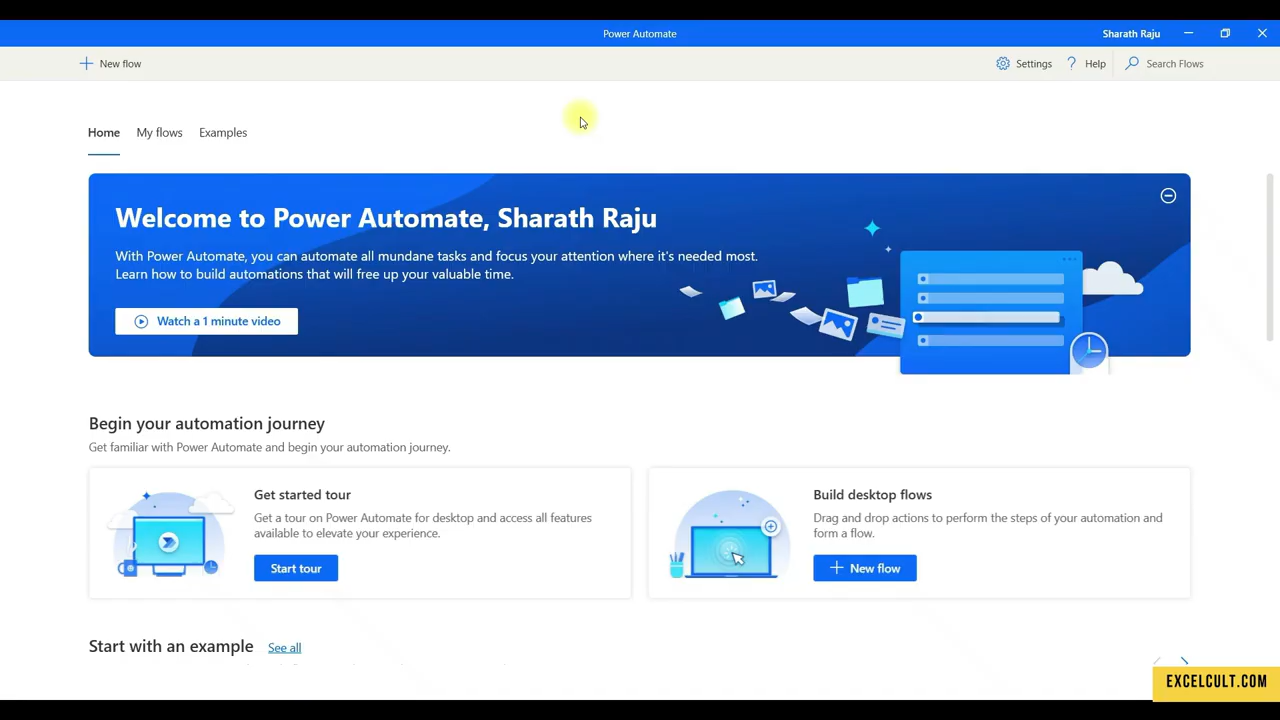 Power Automate
Sharath Raju
New flow
Settings
Help
Search Flows
Home
My flows
Examples
Welcome to Power Automate, Sharath Raju
With Power Automate, you can automate all mundane tasks and focus your attention where it's needed most.
Learn how to build automations that will free up your valuable time.
Watch a 1 minute video
Begin your automation journey
Get familiar with Power Automate and begin your automation journey.
Get started tour
Get a tour on Power Automate for desktop and access all features
available to elevate your experience.
Start tour
Build desktop flows
Drag and drop actions to perform the steps of your automation and
form a flow.
New flow
Start with an example
See all
EXCELCULT.COM